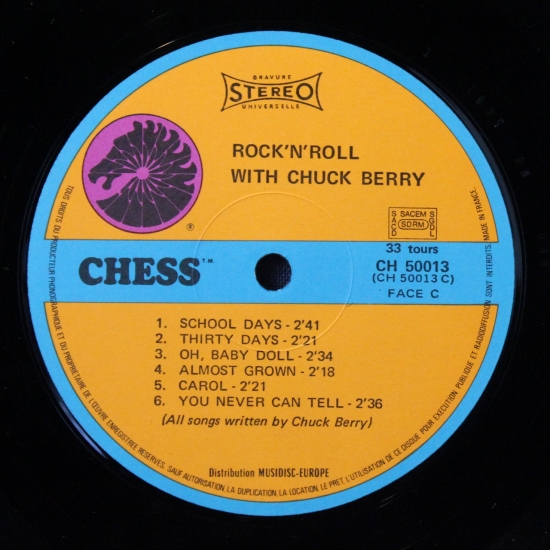 GRAVURE
STEREO
UNIVERSELLE
ROCK'N'ROLL
WITH CHUCK BERRY
SACD SACEM SDRM SGDL
®
CHESS™
33 tours
CH 50013
(CH 50013 C)
FACE C
1. SCHOOL DAYS - 2'41
2. THIRTY DAYS - 2'21
3. OH, BABY DOLL - 2'34
4. ALMOST GROWN - 2'18
5. CAROL - 2'21
6. YOU NEVER CAN TELL - 2'36
(All songs written by Chuck Berry)
Distribution MUSIDISC-EUROPE
TOUS DROITS DU PRODUCTEUR PHONOGRAPHIQUE ET DU PROPRIETAIRE DE L'ŒUVRE ENREGISTREE RESERVES. SAUF AUTORISATION, LA DUPLICATION, LA LOCATION, LE PRET, L'UTILISATION DE CE DISQUE POUR EXECUTION PUBLIQUE ET RADIODIFFUSION SONT INTERDITS. MADE IN FRANCE.